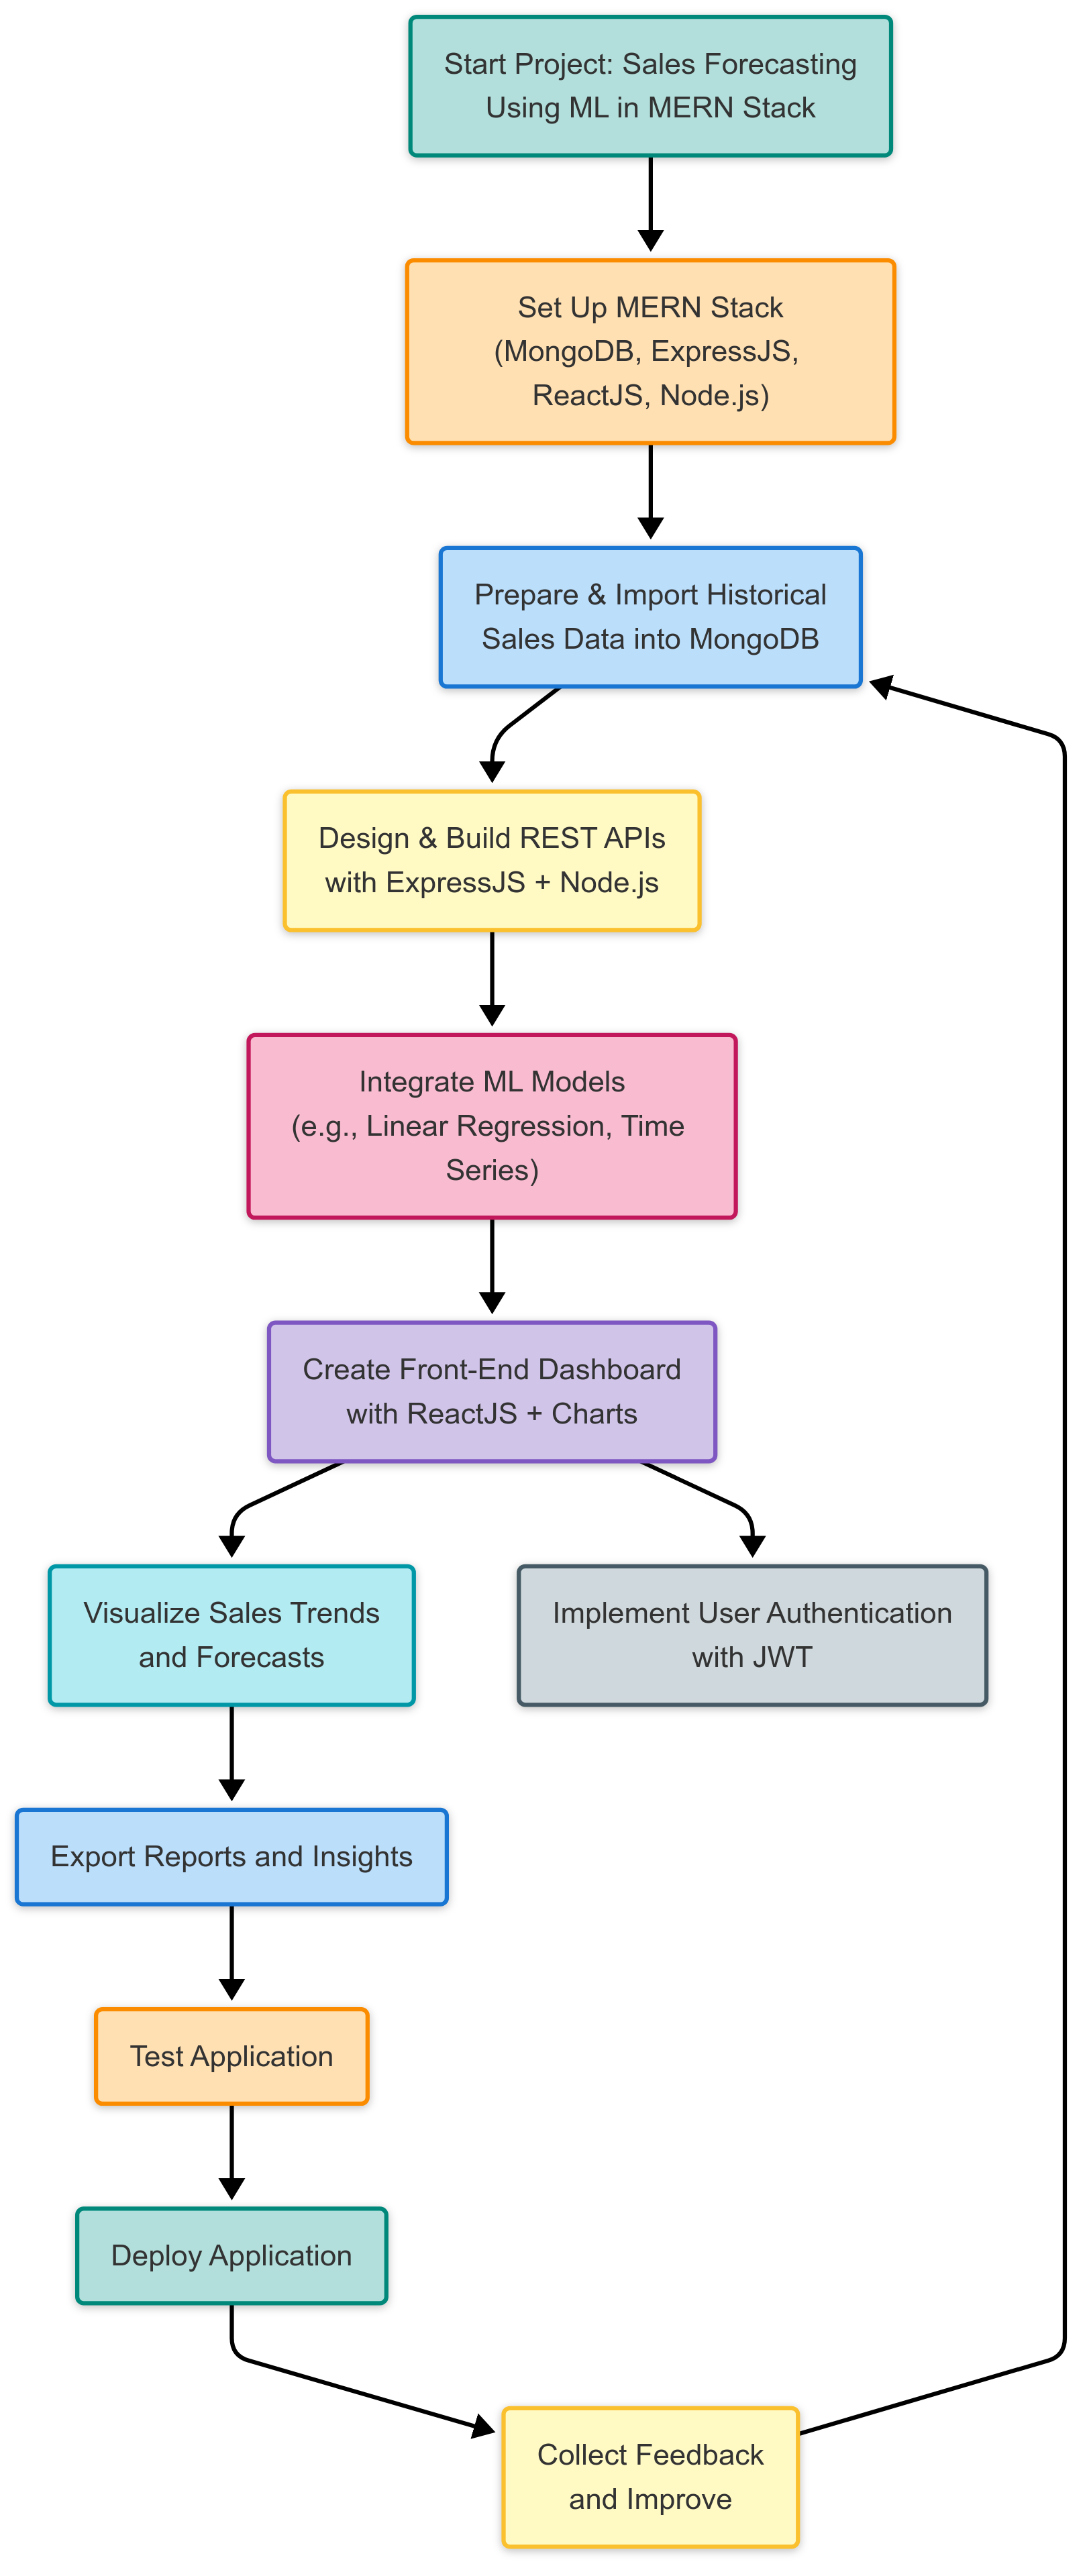 Start Project: Sales Forecasting
Using ML in MERN Stack
Set Up MERN Stack
(MongoDB, ExpressJS,
ReactJS, Node.js)
Prepare & Import Historical
Sales Data into MongoDB
Design & Build REST APIs
with ExpressJS + Node.js
Integrate ML Models
(e.g., Linear Regression, Time
Series)
Create Front-End Dashboard
with ReactJS + Charts
Visualize Sales Trends
and Forecasts
Implement User Authentication
with JWT
Export Reports and Insights
Test Application
Deploy Application
Collect Feedback
and Improve